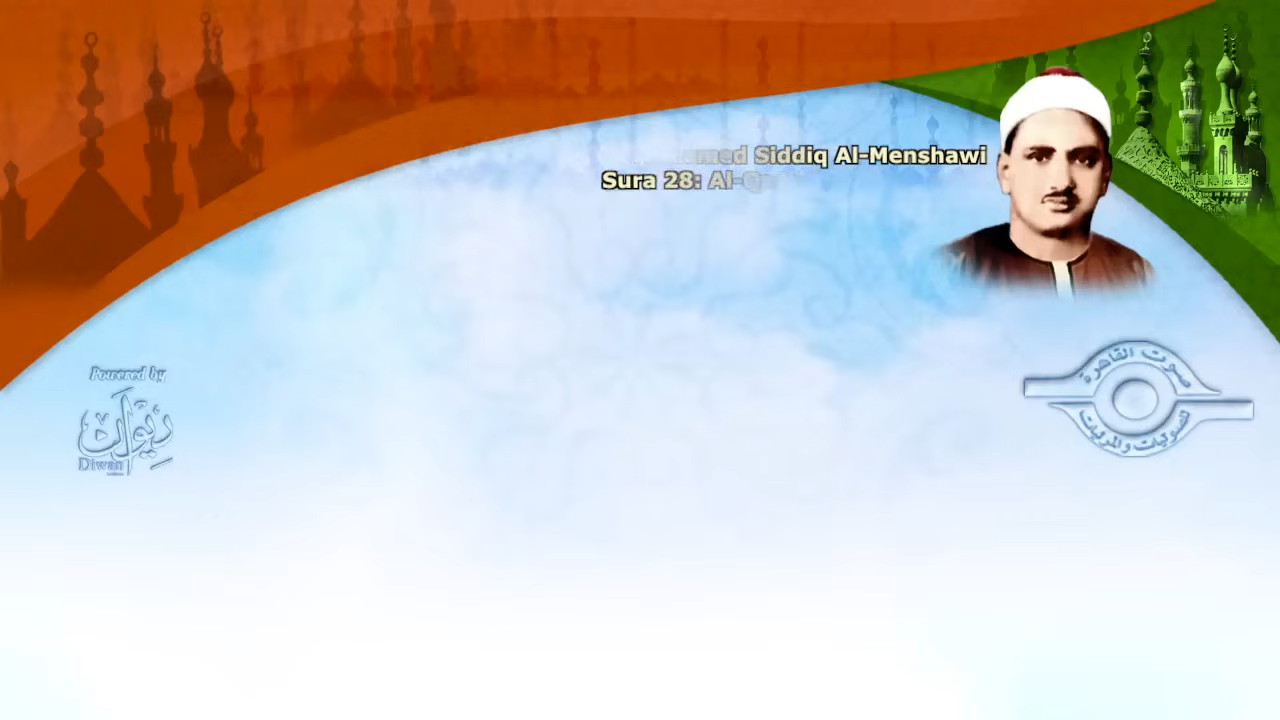 Siddiq Al-Menshawi
Sura 28:
Powered by
ديوان
Diwan
صوت القاهرة
للصوتيات والمرئيات